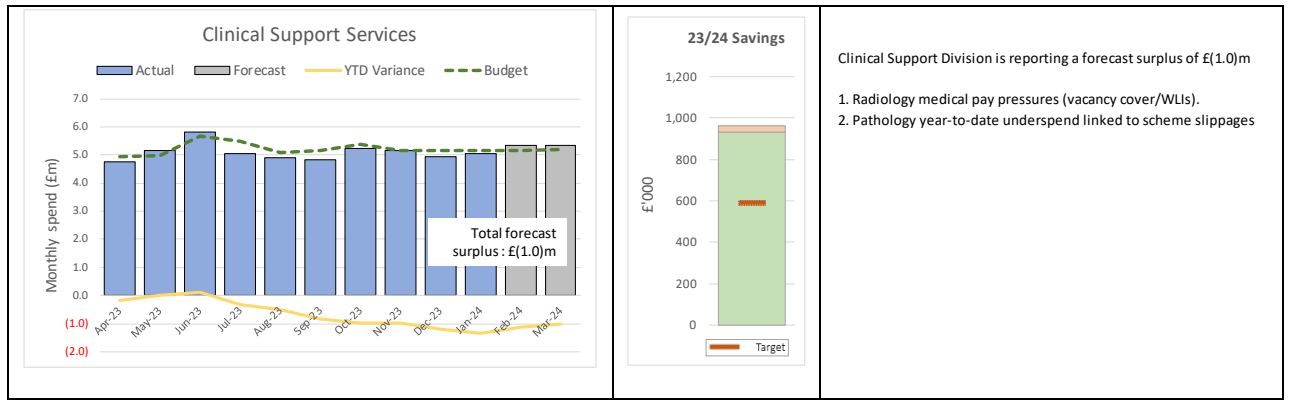 Clinical Support Services
Actual
Forecast
YTD Variance
Budget
Monthly spend (£m)
7.0
6.0
5.0
4.0
3.0
2.0
1.0
0.0
(1.0)
(2.0)
Apr-23
May-23
Jun-23
Jul-23
Aug-23
Sep-23
Oct-23
Nov-23
Dec-23
Jan-24
Feb-24
Mar-24
Total forecast
surplus : £(1.0)m
23/24 Savings
£'000
1,200
1,000
800
600
400
200
0
Target
Clinical Support Division is reporting a forecast surplus of £(1.0)m
1. Radiology medical pay pressures (vacancy cover/WLIs).
2. Pathology year-to-date underspend linked to scheme slippages